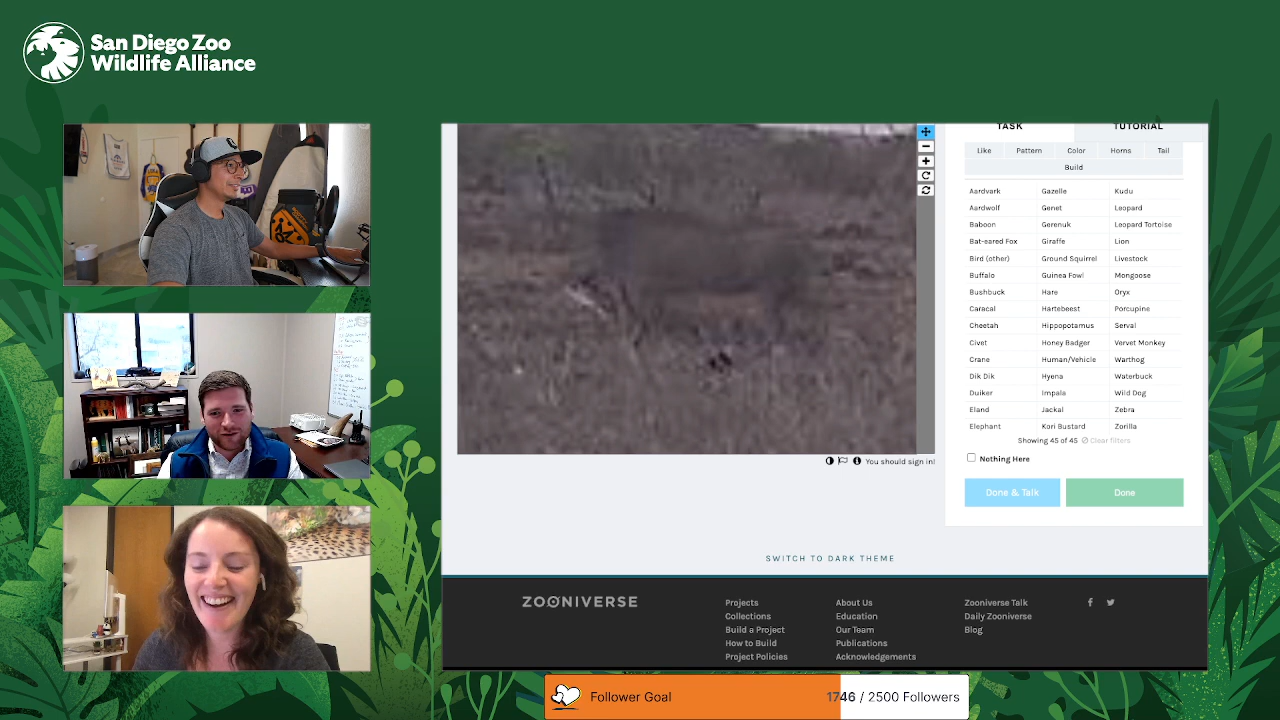 San Diego Zoo
Wildlife Alliance
TASK
TUTORIAL
Like
Pattern
Color
Horns
Tail
Build
Aardvark
Gazelle
Kudu
Aardwolf
Genet
Leopard
Baboon
Gerenuk
Leopard Tortoise
Bat-eared Fox
Giraffe
Lion
Bird (other)
Ground Squirrel
Livestock
Buffalo
Guinea Fowl
Mongoose
Bushbuck
Hare
Oryx
Caracal
Hartebeest
Porcupine
Cheetah
Hippopotamus
Serval
Civet
Honey Badger
Vervet Monkey
Crane
Human/Vehicle
Warthog
Dik Dik
Hyena
Waterbuck
Duiker
Impala
Wild Dog
Eland
Jackal
Zebra
Elephant
Kori Bustard
Zorilla
Showing 45 of 45
Clear filters
You should sign in!
Nothing Here
Done & Talk
Done
SWITCH TO DARK THEME
ZOONIVERSE
Projects
About Us
Zooniverse Talk
Collections
Education
Daily Zooniverse
Build a Project
Our Team
Blog
How to Build
Publications
Project Policies
Acknowledgements
Follower Goal
1746 / 2500 Followers